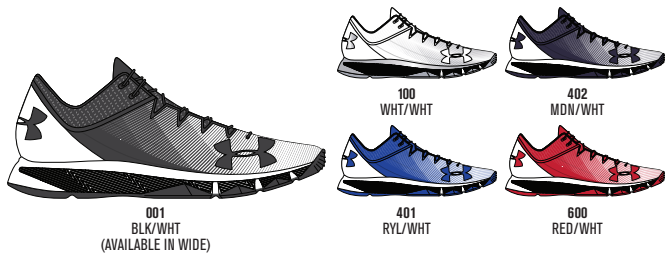 100
WHT/WHT
402
MDN/WHT
001
BLK/WHT
(AVAILABLE IN WIDE)
401
RYL/WHT
600
RED/WHT